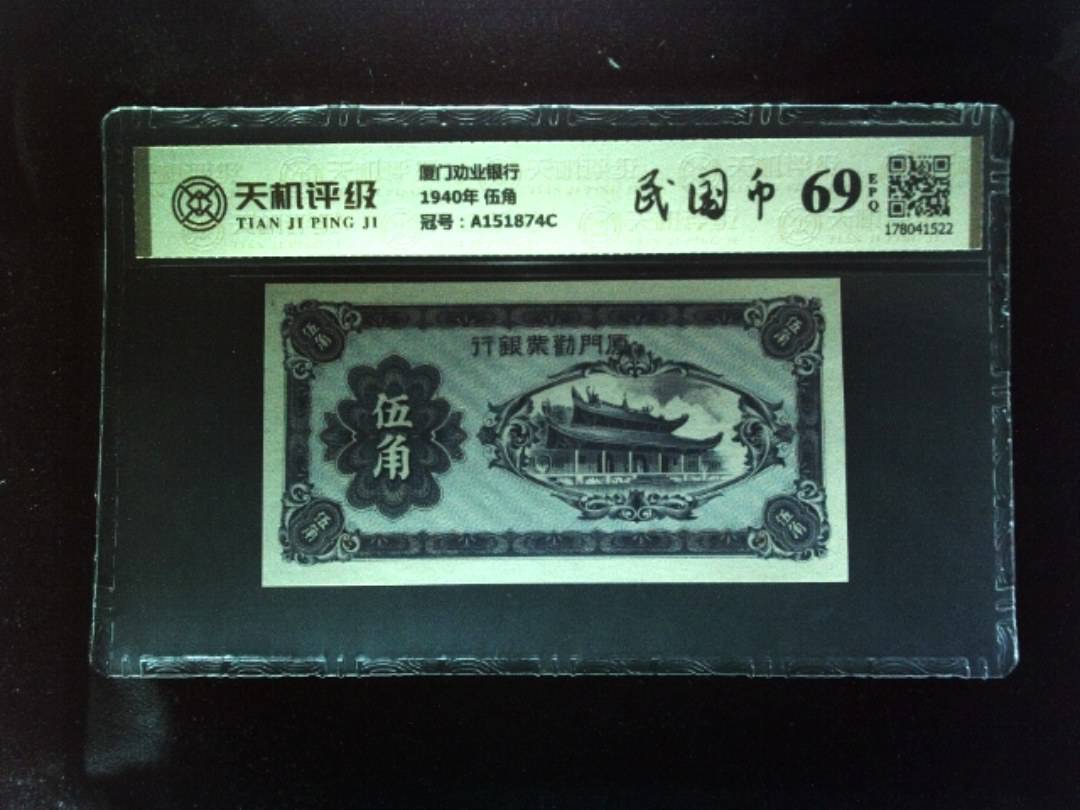 天机评级
TIAN JI PING JI
厦门劝业银行
1940年 伍角
冠号：A151874C
民国币
69
EPQ
178041522
伍角
伍角
行銀業勸門厦
伍角
伍角
伍角